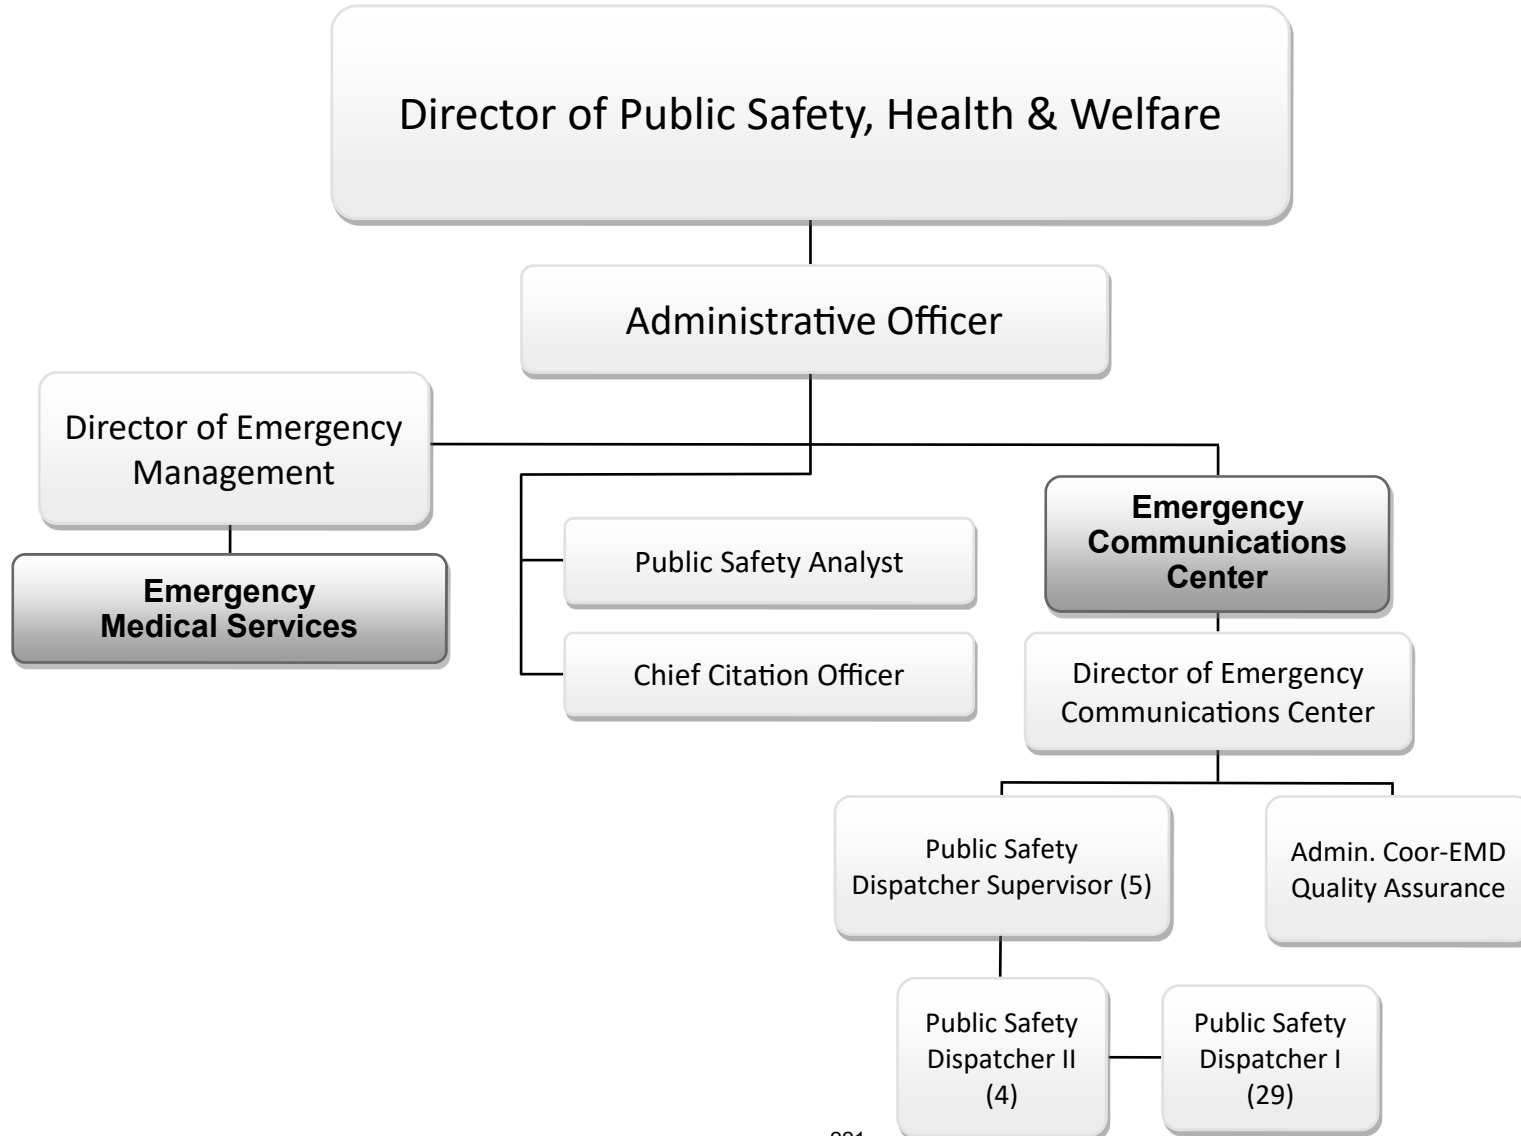 Director of Public Safety, Health & Welfare
Administrative Officer
Director of Emergency
Management
Emergency
Medical Services
Public Safety Analyst
Chief Citation Officer
Emergency
Communications
Center
Director of Emergency
Communications Center
Public Safety
Dispatcher Supervisor (5)
Admin. Coor-EMD
Quality Assurance
Public Safety
Dispatcher II
(4)
Public Safety
Dispatcher I
(29)